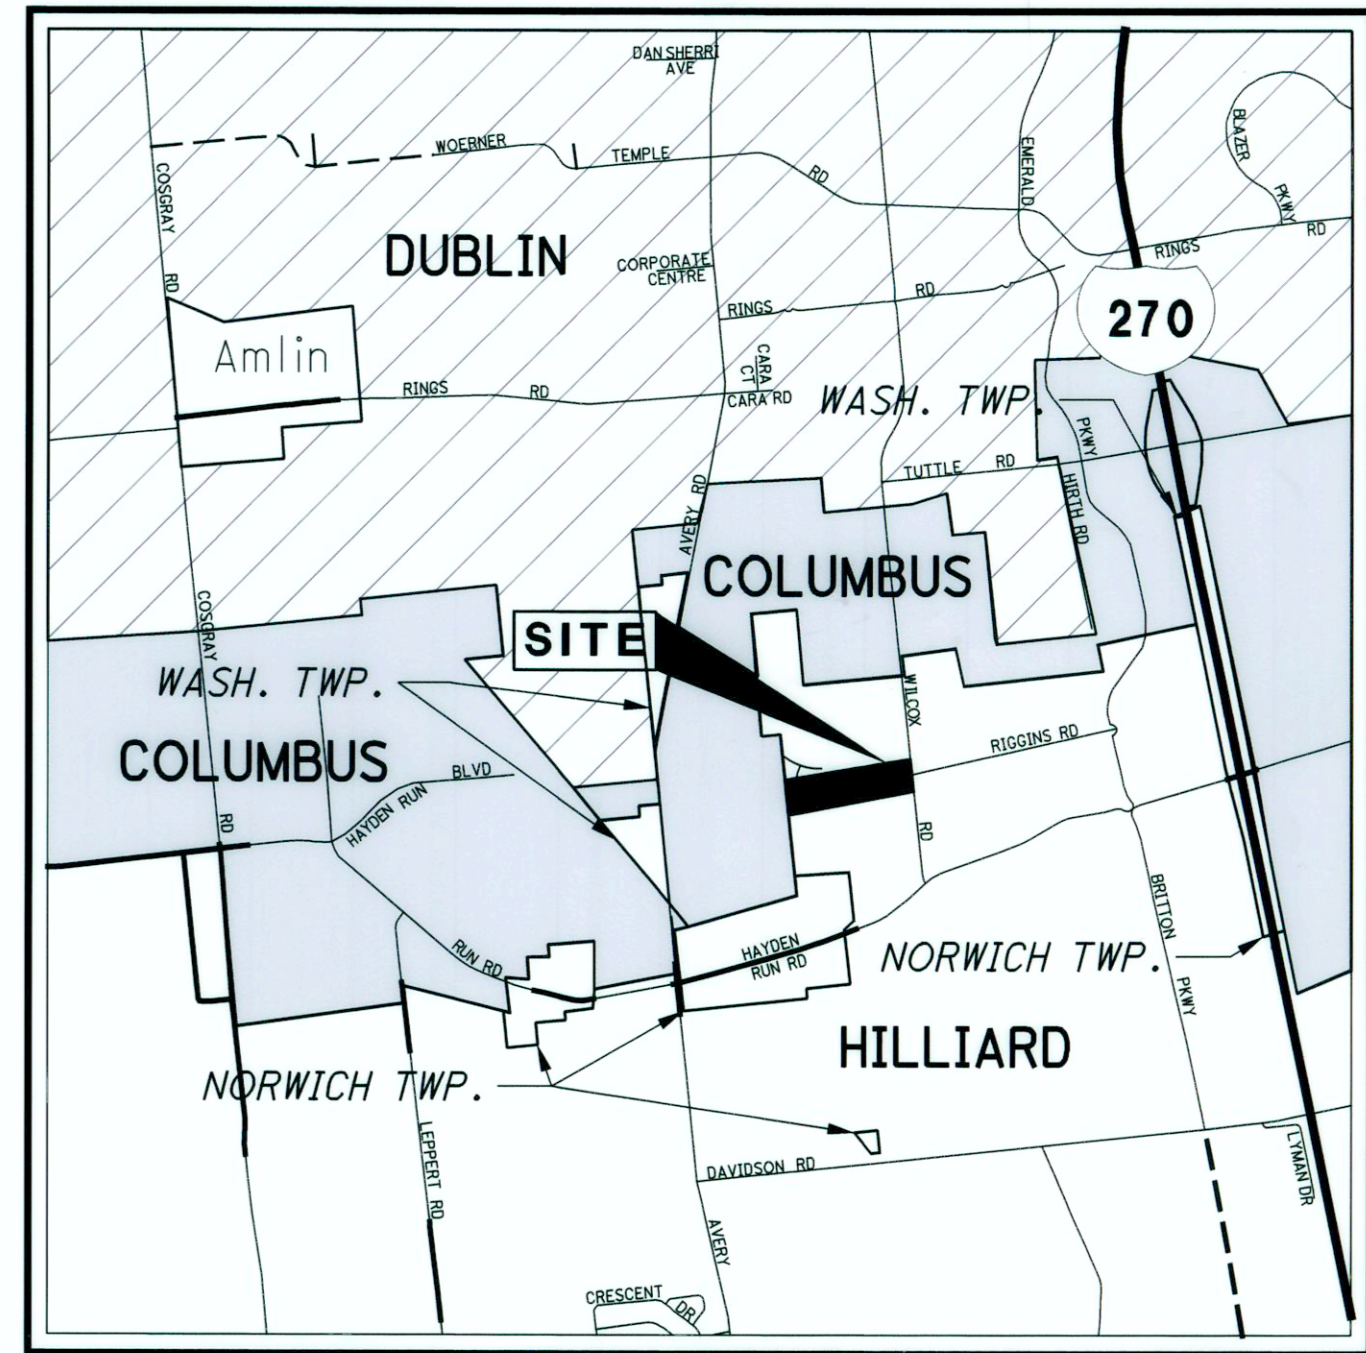 DAN SHERRI
AVE
BLAZER
PKWY
WOERNER
TEMPLE
RD
EMERALD
COSGRAY
RD
DUBLIN
CORPORATE
CENTRE
RINGS
RD
RINGS
RD
270
Amlin
CARA
CT
RINGS
RD
CARA RD
WASH. TWP.
PKWY
TUTTLE
RD
HIRTH RD
AVERY RD
COLUMBUS
COSGRAY
RD
SITE
WASH. TWP.
WILCOX
RD
COLUMBUS
RIGGINS RD
BLVD
HAYDEN RUN
BRITTON
PKWY
RUN RD
HAYDEN
RUN RD
NORWICH TWP.
HILLIARD
NORWICH TWP.
LEPPERT RD
DAVIDSON RD
LYMAN DR
AVERY
CRESCENT
DR